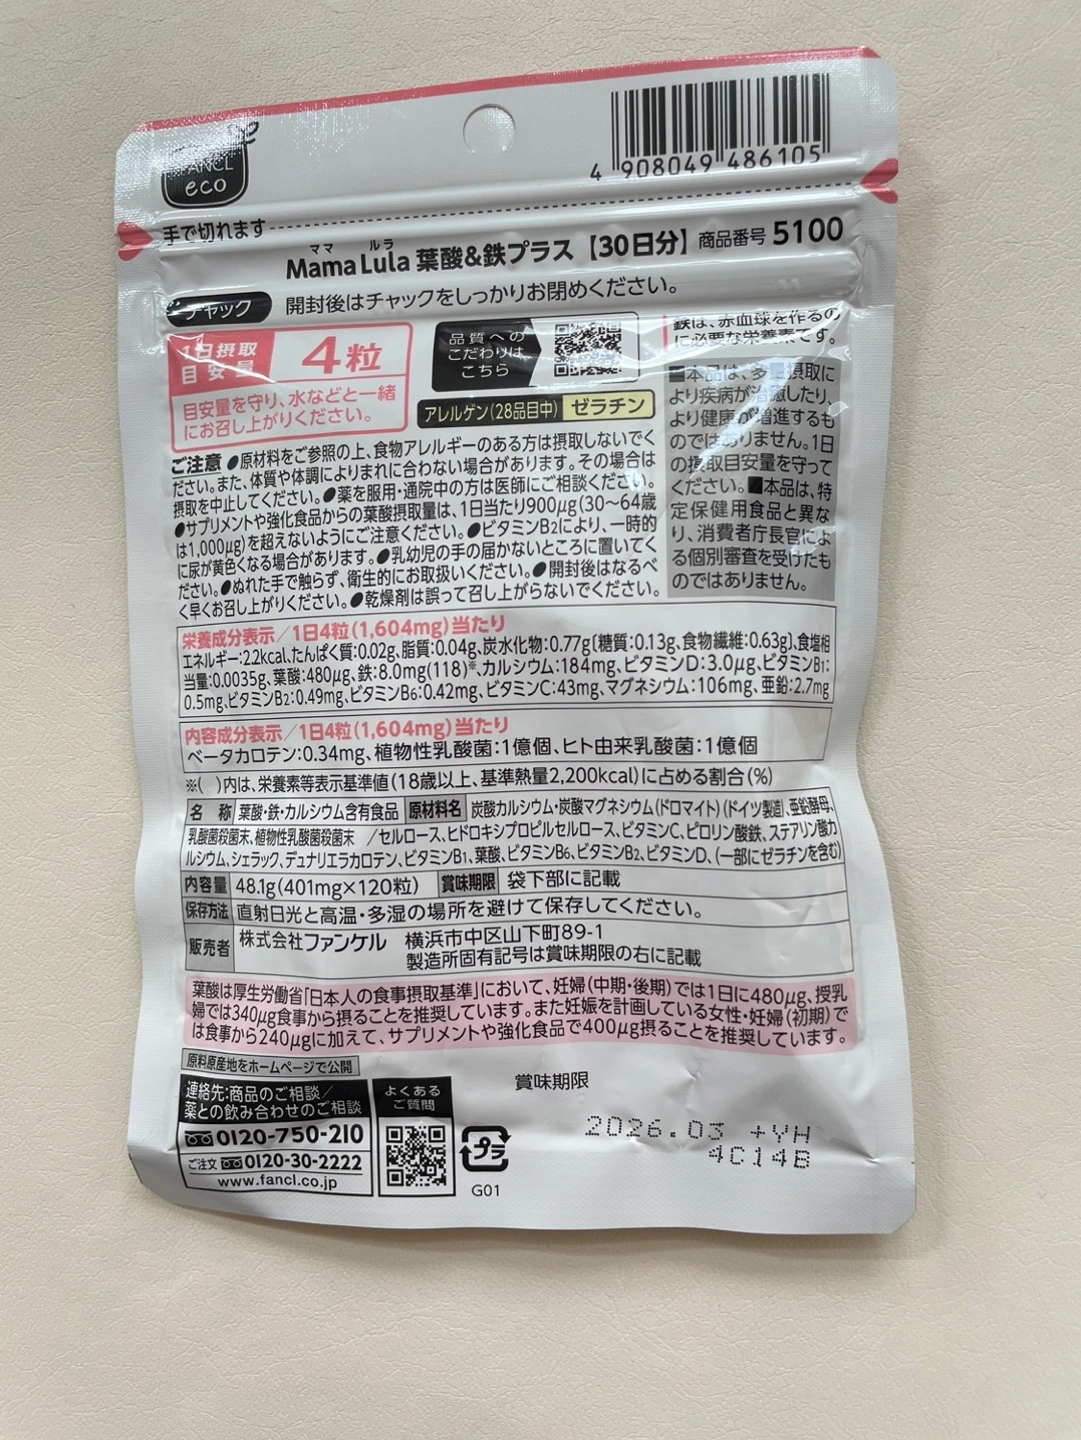 FANCL
eco
4 908049 486105
手で切れます
ママ ルラ
Mama Lula 葉酸&鉄プラス【30日分】商品番号 5100
チャック 開封後はチャックをしっかりお閉めください。
1日摂取
目安量
4粒
目安量を守り、水などと一緒
にお召し上がりください。
品質への
こだわりは
こちら
アレルゲン(28品目中) ゼラチン
鉄は、赤血球を作るの
に必要な栄養素です。
■本品は、多量摂取に
より疾病が治癒したり、
より健康が増進するも
のではありません。1日
の摂取目安量を守って
ください。■本品は、特
定保健用食品と異な
り、消費者庁長官によ
る個別審査を受けたも
のではありません。
ご注意 ●原材料をご参照の上、食物アレルギーのある方は摂取しないでく
ださい。また、体質や体調によりまれに合わない場合があります。その場合は
摂取を中止してください。●薬を服用・通院中の方は医師にご相談ください。
●サプリメントや強化食品からの葉酸摂取量は、1日当たり900μg(30~64歳
は1,000μg)を超えないようにご注意ください。●ビタミンB2により、一時的
に尿が黄色くなる場合があります。●乳幼児の手の届かないところに置いてく
ださい。●ぬれた手で触らず、衛生的にお取扱いください。●開封後はなるべ
く早くお召し上がりください。●乾燥剤は誤って召し上がらないでください。
栄養成分表示/1日4粒(1,604mg)当たり
エネルギー:2.2kcal、たんぱく質:0.02g、脂質:0.04g、炭水化物:0.77g(糖質:0.13g、食物繊維:0.63g)、食塩相
当量:0.0035g、葉酸:480μg、鉄:8.0mg(118)※、カルシウム:184mg、ビタミンD:3.0μg、ビタミンB1:
0.5mg、ビタミンB2:0.49mg、ビタミンB6:0.42mg、ビタミンC:43mg、マグネシウム:106mg、亜鉛:2.7mg
内容成分表示/1日4粒(1,604mg)当たり
ベータカロテン:0.34mg、植物性乳酸菌:1億個、ヒト由来乳酸菌:1億個
※( )内は、栄養素等表示基準値(18歳以上、基準熱量2,200kcal)に占める割合(%)
名 称 葉酸・鉄・カルシウム含有食品 原材料名 炭酸カルシウム・炭酸マグネシウム(ドロマイト)(ドイツ製造)、亜鉛酵母、
乳酸菌殺菌末、植物性乳酸菌殺菌末 /セルロース、ヒドロキシプロピルセルロース、ビタミンC、ピロリン酸鉄、ステアリン酸カ
ルシウム、シェラック、デュナリエラカロテン、ビタミンB1、葉酸、ビタミンB6、ビタミンB2、ビタミンD、(一部にゼラチンを含む)
内容量 48.1g(401mg×120粒) 賞味期限 袋下部に記載
保存方法 直射日光と高温・多湿の場所を避けて保存してください。
販売者 株式会社ファンケル 横浜市中区山下町89-1
製造所固有記号は賞味期限の右に記載
葉酸は厚生労働省「日本人の食事摂取基準」において、妊婦(中期・後期)では1日に480μg、授乳
婦では340μg食事から摂ることを推奨しています。また妊娠を計画している女性・妊婦(初期)で
は食事から240μgに加えて、サプリメントや強化食品で400μg摂ることを推奨しています。
原料原産地をホームページで公開
連絡先:商品のご相談/
薬との飲み合わせのご相談
0120-750-210
ご注文 0120-30-2222
www.fancl.co.jp
よくある
ご質問
プラ
G01
賞味期限
2026.03 +YH
4C14B